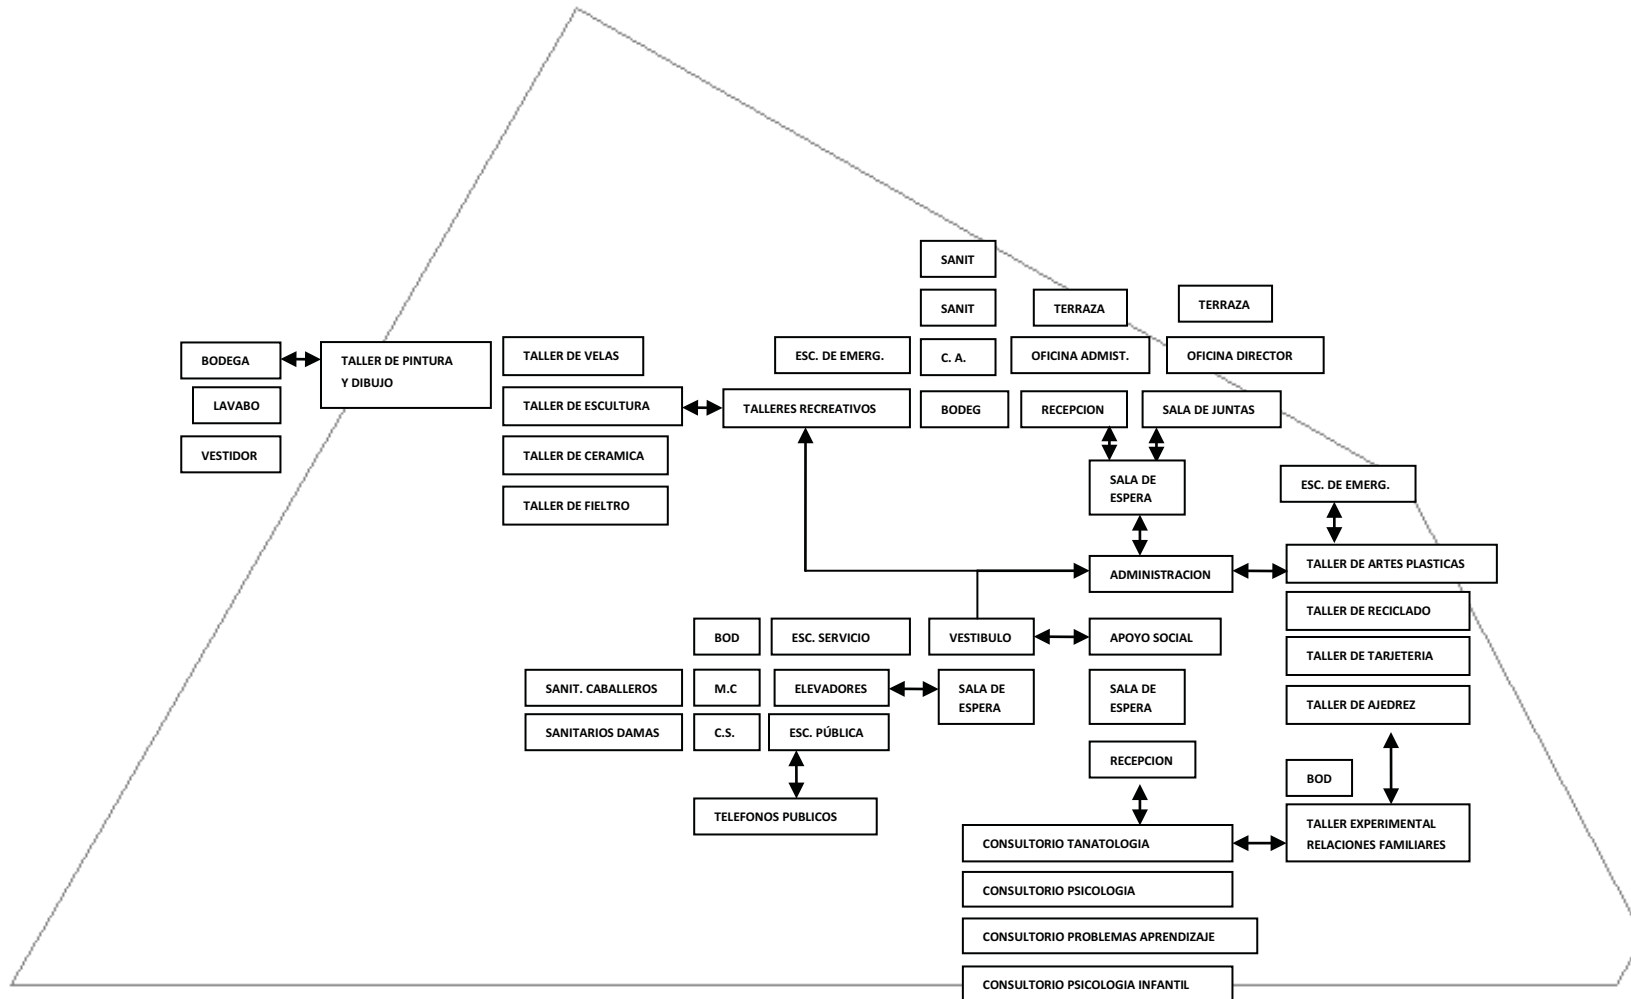 SANIT
SANIT
TERRAZA
TERRAZA
BODEGA
TALLER DE PINTURA
Y DIBUJO
TALLER DE VELAS
ESC. DE EMERG.
C. A.
OFICINA ADMIST.
OFICINA DIRECTOR
LAVABO
TALLER DE ESCULTURA
TALLERES RECREATIVOS
BODEG
RECEPCION
SALA DE JUNTAS
VESTIDOR
TALLER DE CERAMICA
TALLER DE FIELTRO
SALA DE
ESPERA
ESC. DE EMERG.
ADMINISTRACION
TALLER DE ARTES PLASTICAS
TALLER DE RECICLADO
BOD
ESC. SERVICIO
VESTIBULO
APOYO SOCIAL
TALLER DE TARJETERIA
SANIT. CABALLEROS
M.C
ELEVADORES
SALA DE
ESPERA
SALA DE
ESPERA
TALLER DE AJEDREZ
SANITARIOS DAMAS
C.S.
ESC. PÚBLICA
RECEPCION
BOD
TELEFONOS PUBLICOS
TALLER EXPERIMENTAL
RELACIONES FAMILIARES
CONSULTORIO TANATOLOGIA
CONSULTORIO PSICOLOGIA
CONSULTORIO PROBLEMAS APRENDIZAJE
CONSULTORIO PSICOLOGIA INFANTIL